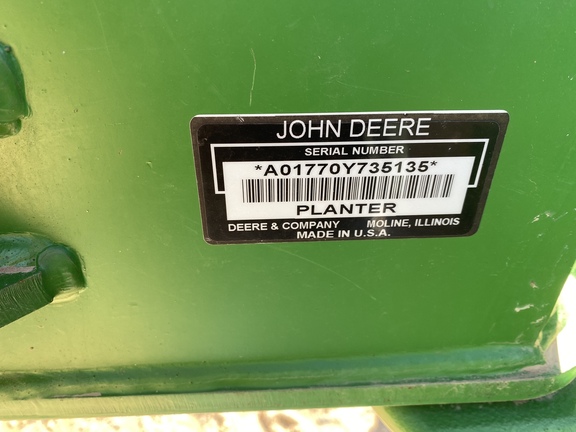 JOHN DEERE
SERIAL NUMBER
*A01770Y735135*
PLANTER
DEERE & COMPANY MOLINE, ILLINOIS
MADE IN U.S.A.